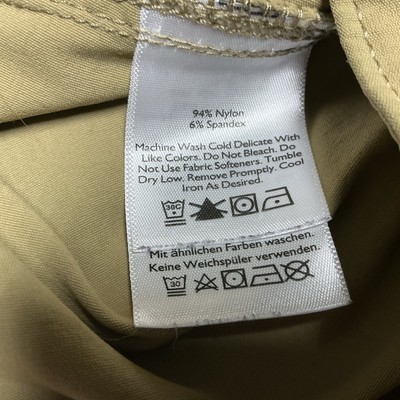 94% Nylon
6% Spandex
Machine Wash Cold Delicate With
Like Colors. Do Not Bleach. Do
Not Use Fabric Softeners. Tumble
Dry Low. Remove Promptly. Cool
Iron As Desired.
30C
Mit ähnlichen Farben waschen.
Keine Weichspüler verwenden.
30